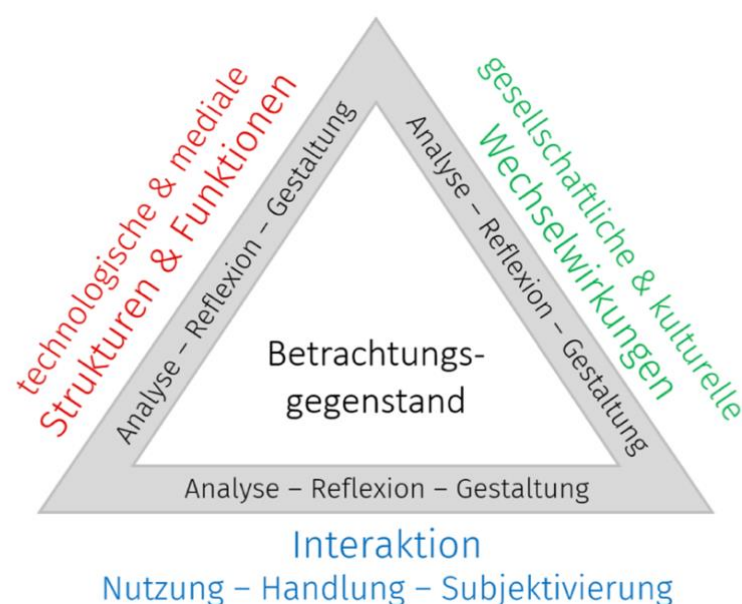 technologische & mediale
Strukturen & Funktionen
gesellschaftliche & kulturelle
Wechselwirkungen
Analyse – Reflexion – Gestaltung
Analyse – Reflexion – Gestaltung
Betrachtungs-
gegenstand
Analyse – Reflexion – Gestaltung
Interaktion
Nutzung – Handlung – Subjektivierung